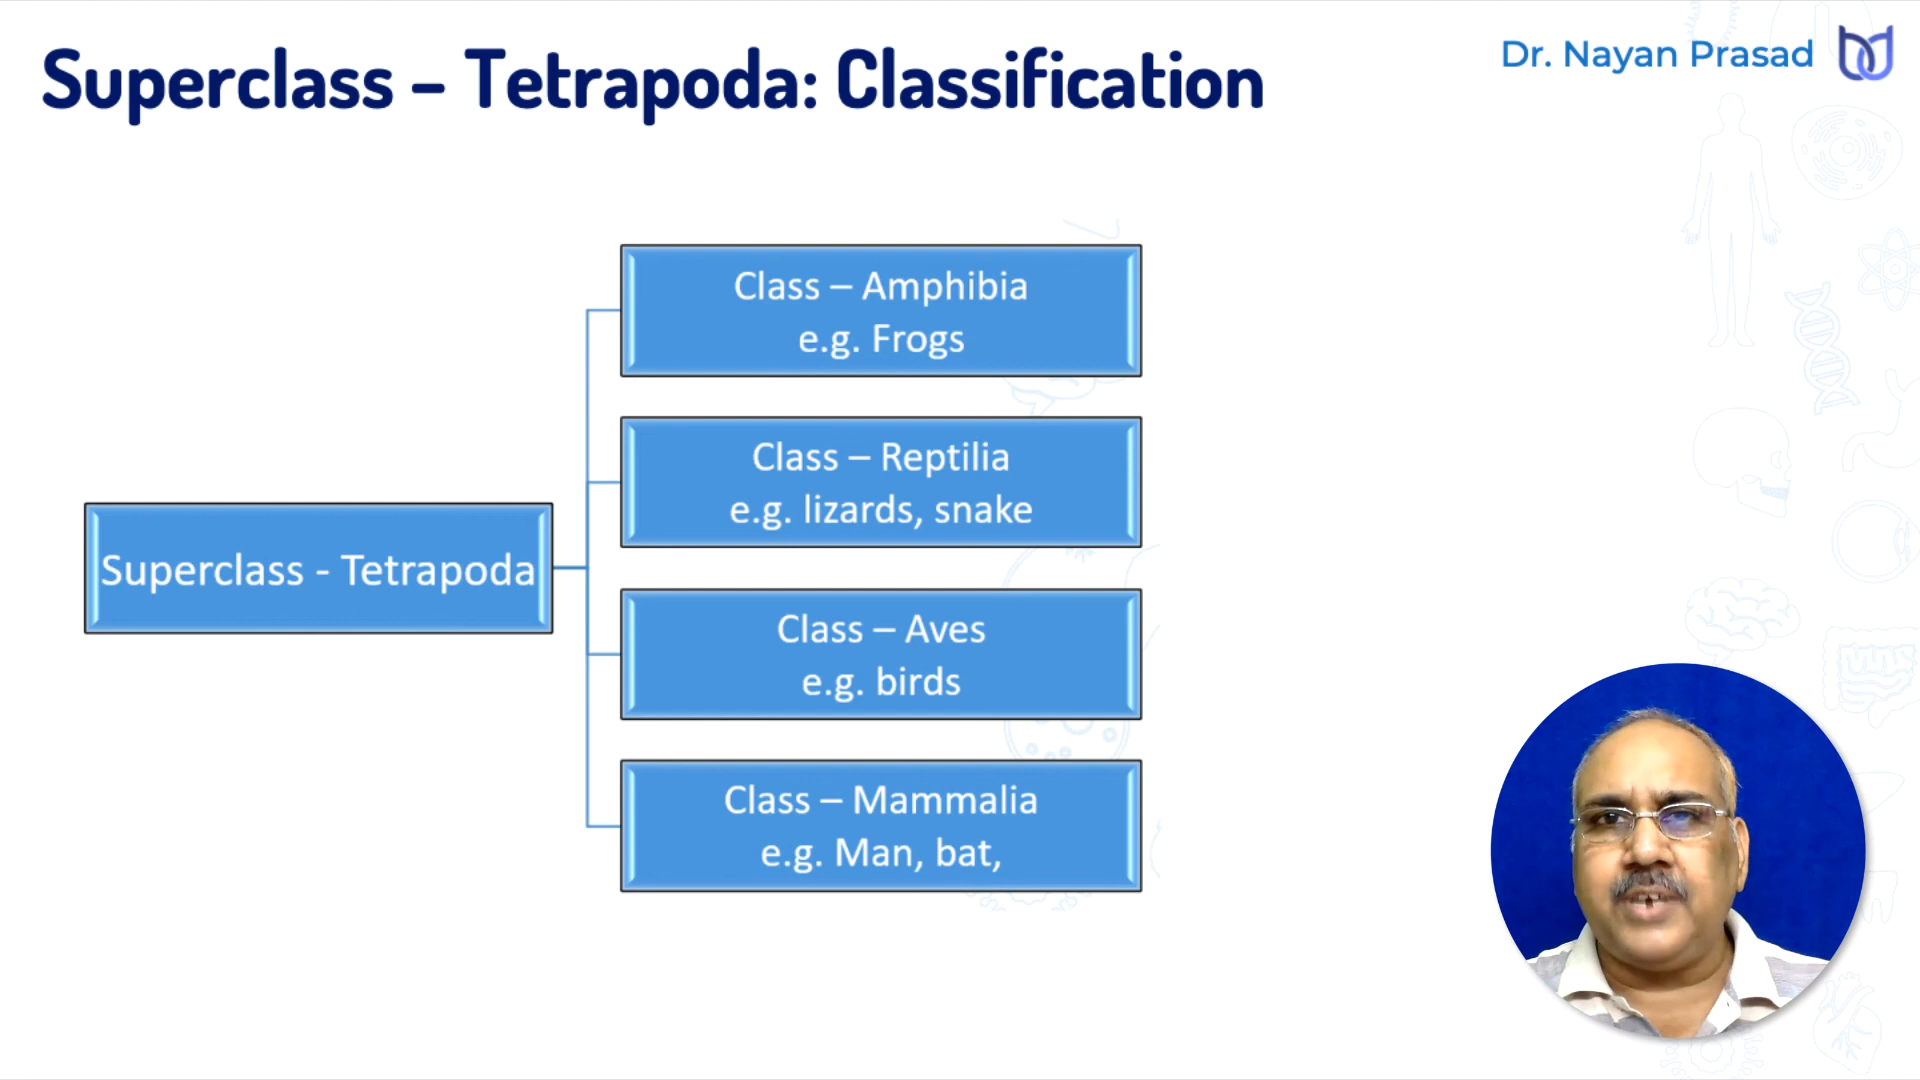 Superclass – Tetrapoda: Classification
Dr. Nayan Prasad
Superclass - Tetrapoda
Class – Amphibia
e.g. Frogs
Class – Reptilia
e.g. lizards, snake
Class – Aves
e.g. birds
Class – Mammalia
e.g. Man, bat,